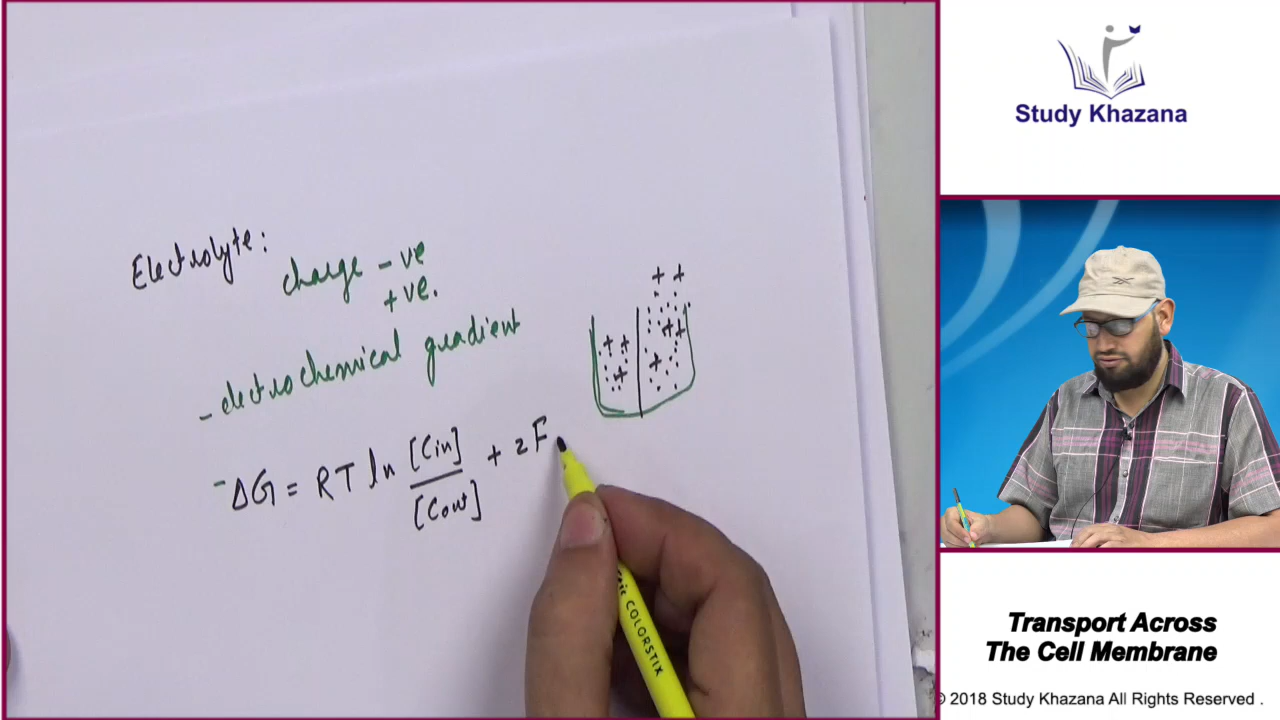 Electrolyte:
charge - ve
+ ve.
- electrochemical gradient
- ΔG = RT ln [Cin] / [Cout] + zF
+ +
+ +
+ +
+ +
COLORSTIX
Study Khazana
Transport Across
The Cell Membrane
© 2018 Study Khazana All Rights Reserved .